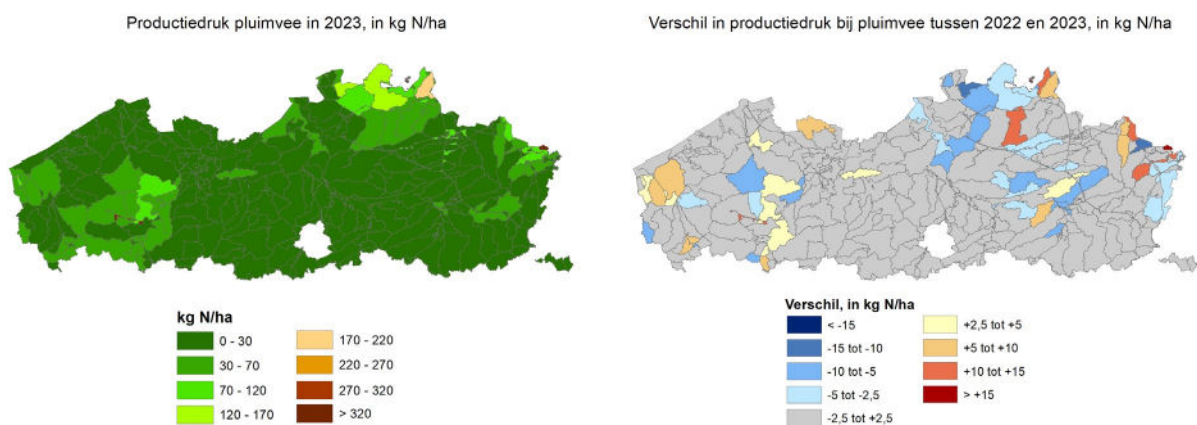 Productiedruk pluimvee in 2023, in kg N/ha
kg N/ha
0 - 30
30 - 70
70 - 120
120 - 170
170 - 220
220 - 270
270 - 320
> 320
Verschil in productiedruk bij pluimvee tussen 2022 en 2023, in kg N/ha
Verschil, in kg N/ha
< -15
-15 tot -10
-10 tot -5
-5 tot -2,5
-2,5 tot +2,5
+2,5 tot +5
+5 tot +10
+10 tot +15
> +15